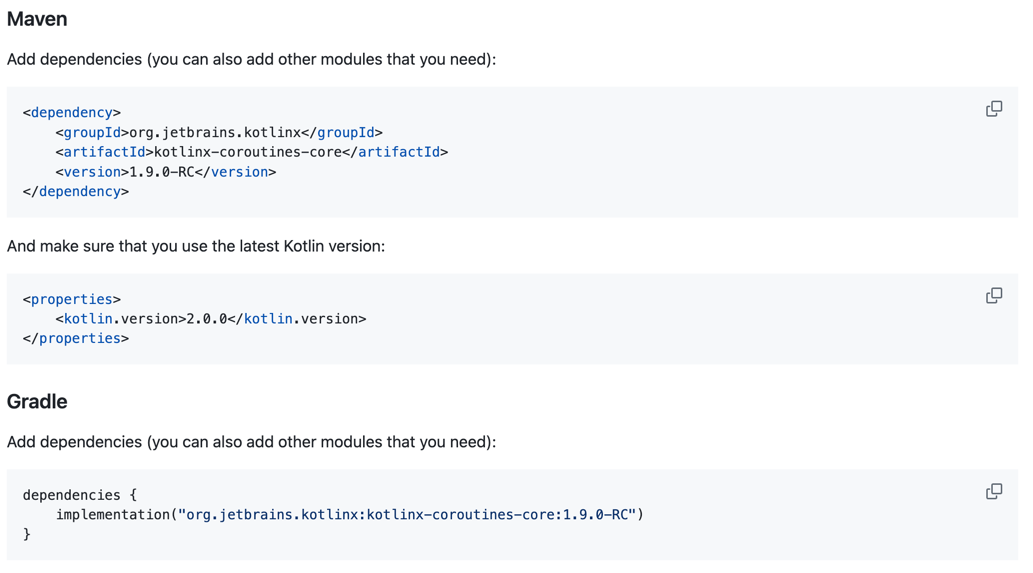 Maven
Add dependencies (you can also add other modules that you need):
<dependency>
    <groupId>org.jetbrains.kotlinx</groupId>
    <artifactId>kotlinx-coroutines-core</artifactId>
    <version>1.9.0-RC</version>
</dependency>
And make sure that you use the latest Kotlin version:
<properties>
    <kotlin.version>2.0.0</kotlin.version>
</properties>
Gradle
Add dependencies (you can also add other modules that you need):
dependencies {
    implementation("org.jetbrains.kotlinx:kotlinx-coroutines-core:1.9.0-RC")
}